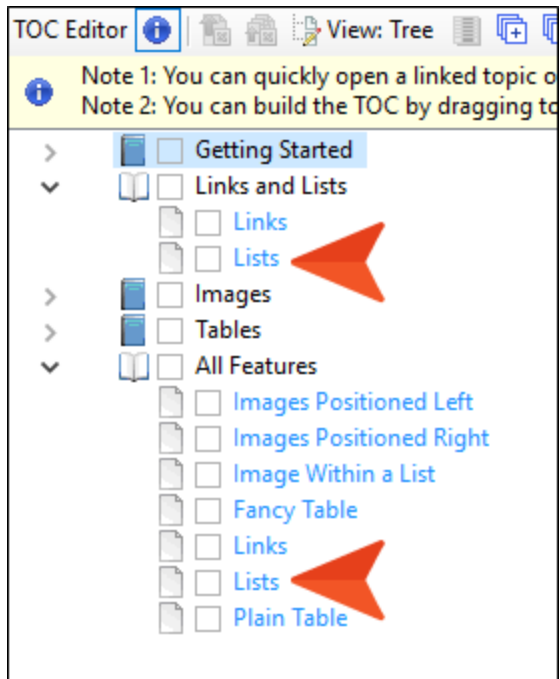 TOC Editor View: Tree
Note 1: You can quickly open a linked topic o
Note 2: You can build the TOC by dragging to
Getting Started
Links and Lists
Links
Lists
Images
Tables
All Features
Images Positioned Left
Images Positioned Right
Image Within a List
Fancy Table
Links
Lists
Plain Table